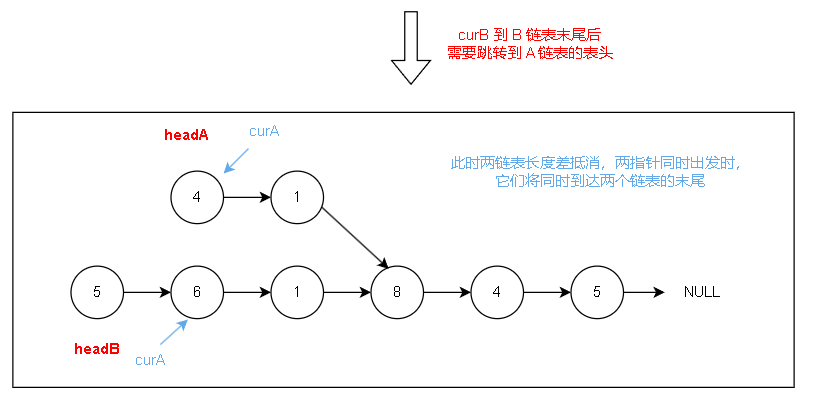 curB 到 B 链表末尾后
需要跳转到 A 链表的表头
headA
curA
此时两链表长度差抵消，两指针同时出发时，
它们将同时到达两个链表的末尾
4 1
5 6 1 8 4 5 NULL
headB
curA